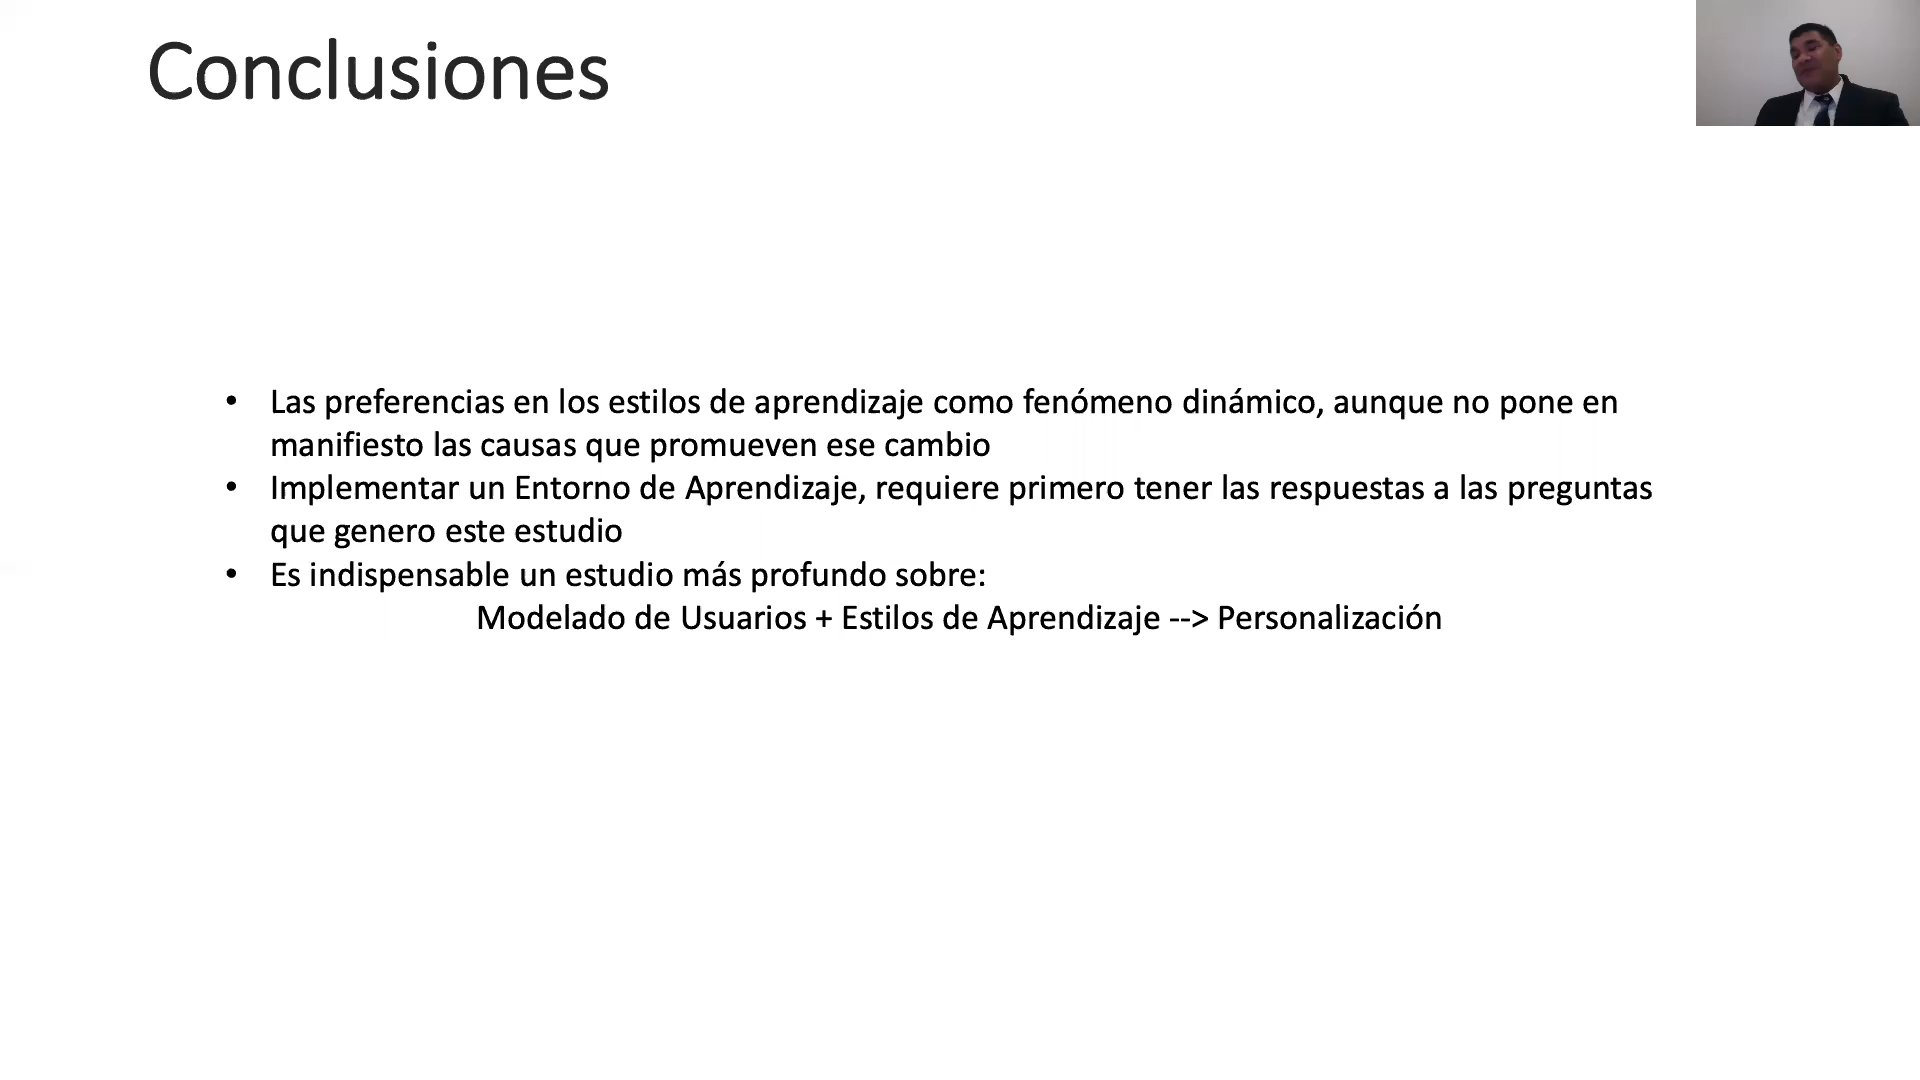 Conclusiones
• Las preferencias en los estilos de aprendizaje como fenómeno dinámico, aunque no pone en
manifiesto las causas que promueven ese cambio
• Implementar un Entorno de Aprendizaje, requiere primero tener las respuestas a las preguntas
que genero este estudio
• Es indispensable un estudio más profundo sobre:
Modelado de Usuarios + Estilos de Aprendizaje --> Personalización